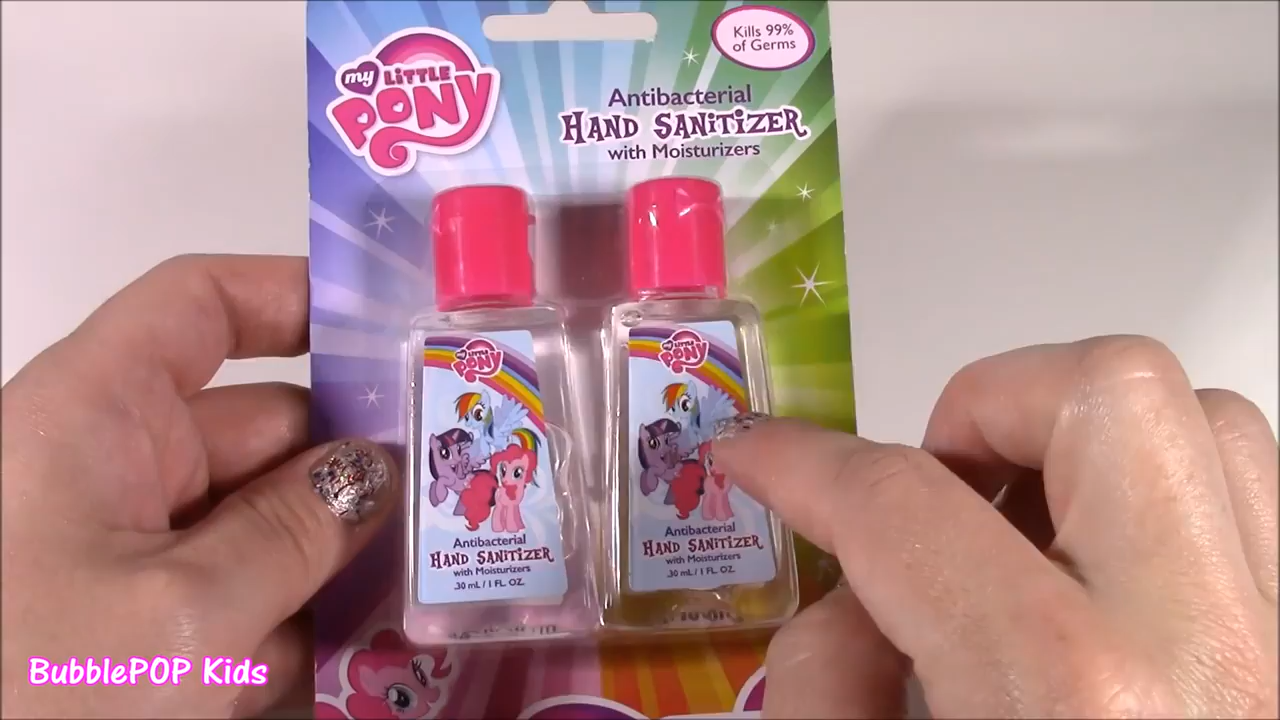 my LiTTLE PONY
Kills 99%
of Germs
Antibacterial
HAND SANiTiZER
with Moisturizers
my LiTTLE PONY
Antibacterial
HAND SANiTiZER
with Moisturizers
30 mL / 1 FL. OZ.
my LiTTLE PONY
Antibacterial
HAND SANiTiZER
with Moisturizers
30 mL / 1 FL. OZ.
BubblePOP Kids